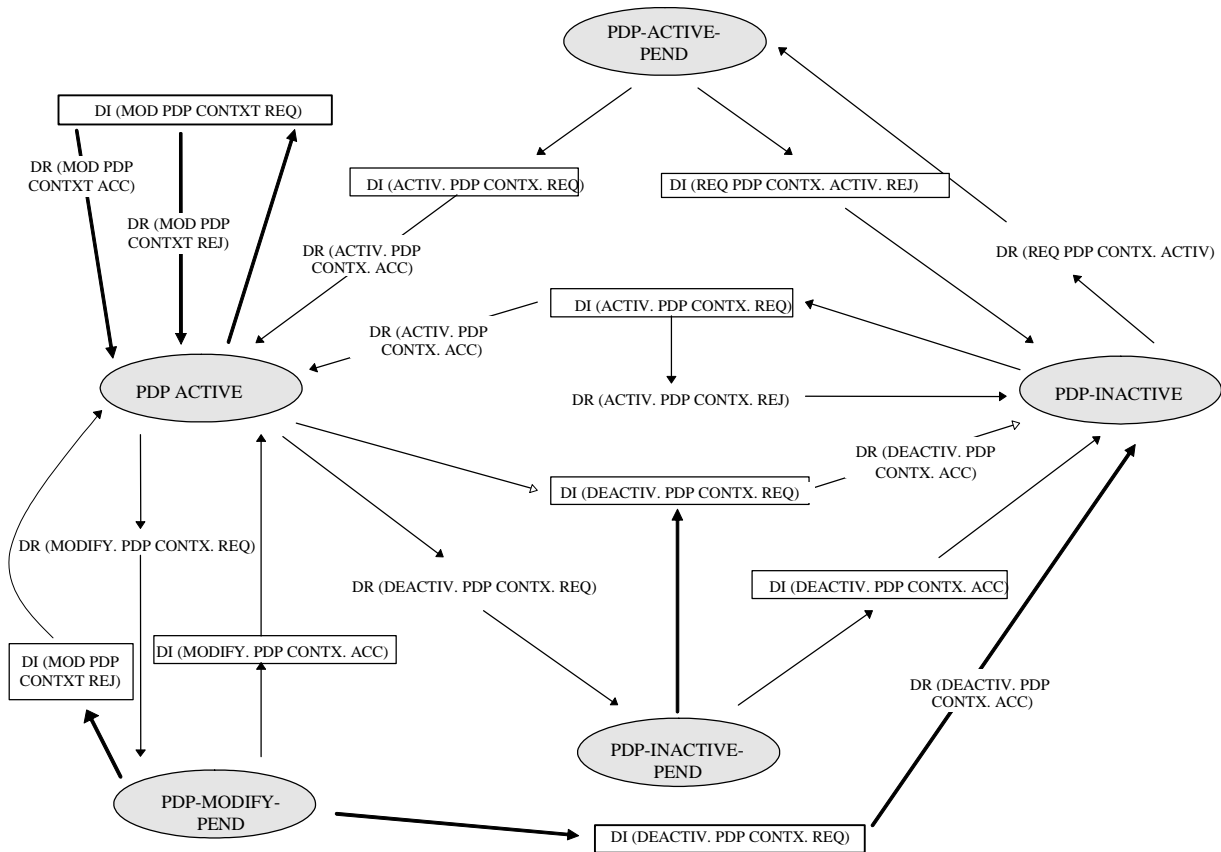 PDP-ACTIVE-
PEND
DI (MOD PDP CONTXT REQ)
DR (MOD PDP
CONTXT ACC)
DI (ACTIV. PDP CONTX. REQ)
DI (REQ PDP CONTX. ACTIV. REJ)
DR (MOD PDP
CONTXT REJ)
DR (ACTIV. PDP
CONTX. ACC)
DR (REQ PDP CONTX. ACTIV)
DI (ACTIV. PDP CONTX. REQ)
DR (ACTIV. PDP
CONTX. ACC)
PDP ACTIVE
DR (ACTIV. PDP CONTX. REJ)
PDP-INACTIVE
DR (DEACTIV. PDP
CONTX. ACC)
DI (DEACTIV. PDP CONTX. REQ)
DR (MODIFY. PDP CONTX. REQ)
DR (DEACTIV. PDP CONTX. REQ)
DI (DEACTIV. PDP CONTX. ACC)
DI (MOD PDP
CONTXT REJ)
DI (MODIFY. PDP CONTX. ACC)
DR (DEACTIV. PDP
CONTX. ACC)
PDP-INACTIVE-
PEND
PDP-MODIFY-
PEND
DI (DEACTIV. PDP CONTX. REQ)